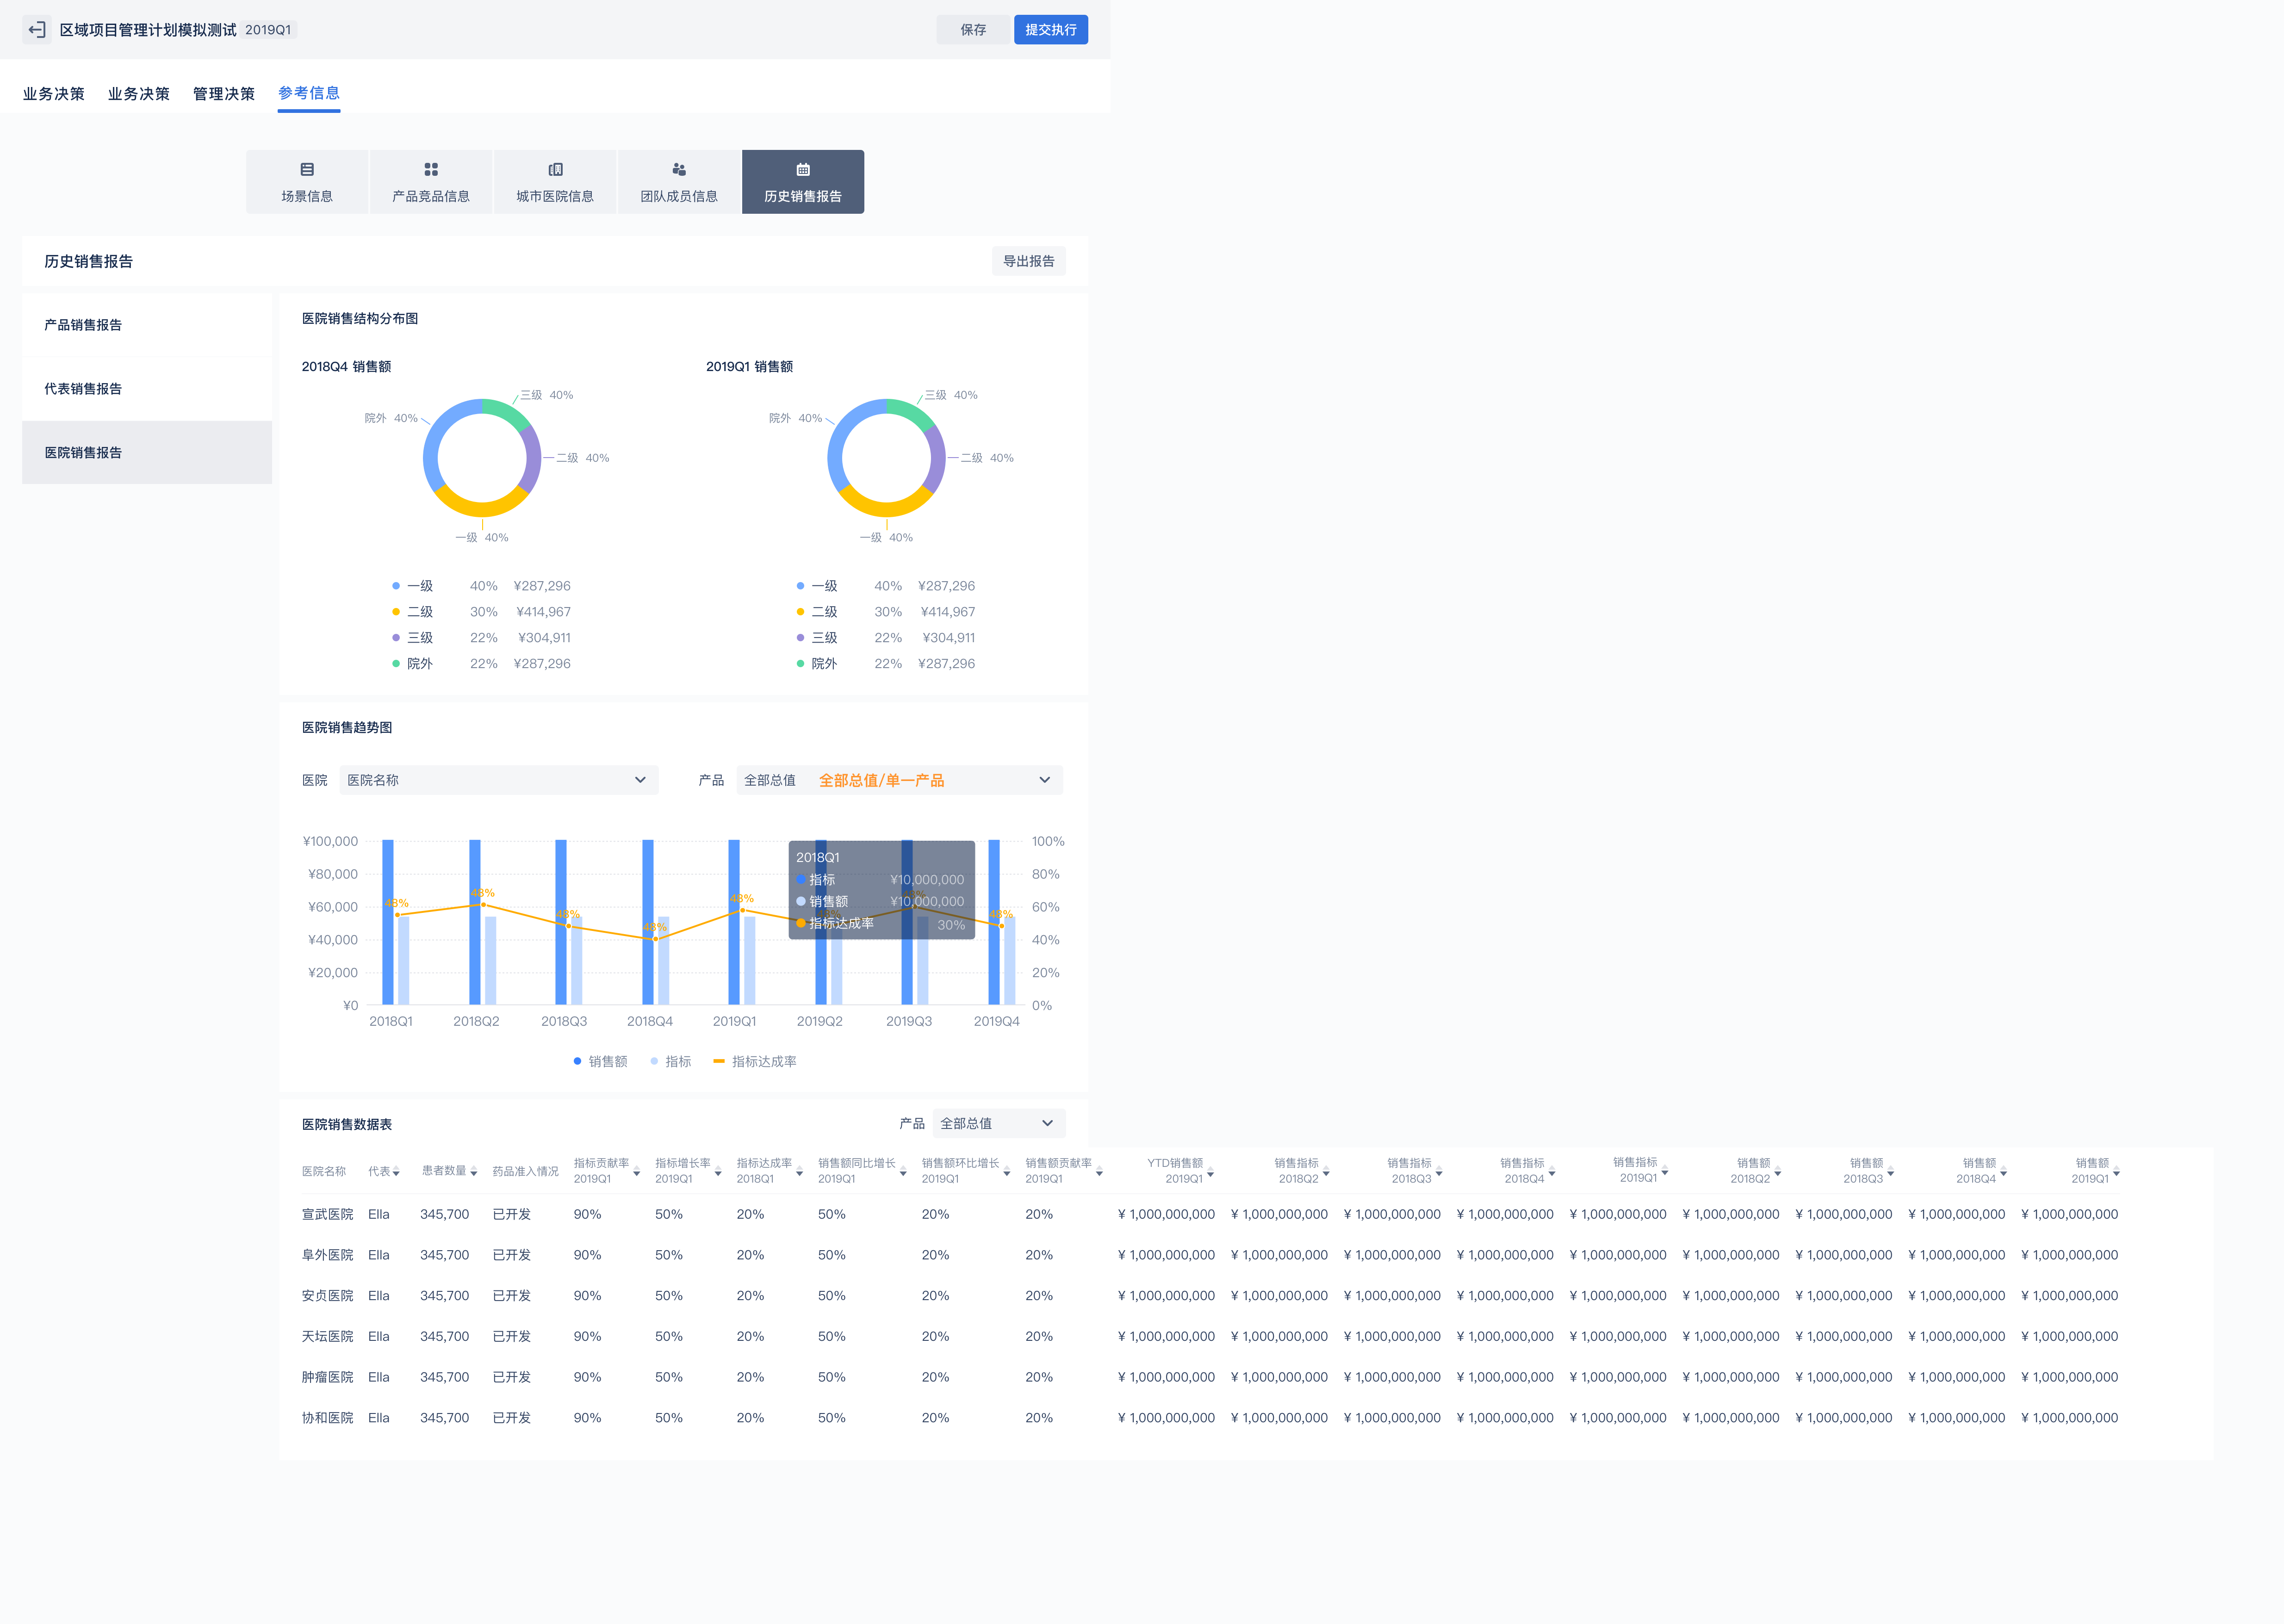 区域项目管理计划模拟测试 2019Q1 保存 提交执行
业务决策 业务决策 管理决策 参考信息
场景信息 产品竞品信息 城市医院信息 团队成员信息 历史销售报告
历史销售报告 导出报告
产品销售报告
代表销售报告
医院销售报告
医院销售结构分布图
2018Q4 销售额
三级 40%
院外 40%
二级 40%
一级 40%
一级 40% ¥287,296
二级 30% ¥414,967
三级 22% ¥304,911
院外 22% ¥287,296
2019Q1 销售额
三级 40%
院外 40%
二级 40%
一级 40%
一级 40% ¥287,296
二级 30% ¥414,967
三级 22% ¥304,911
院外 22% ¥287,296
医院销售趋势图
医院 医院名称 产品 全部总值 全部总值/单一产品
¥100,000 100%
¥80,000 80%
¥60,000 60%
¥40,000 40%
¥20,000 20%
¥0 0%
48% 48% 48% 48% 48% 48% 48% 48%
2018Q1
指标 ¥10,000,000
销售额 ¥10,000,000
指标达成率 30%
2018Q1 2018Q2 2018Q3 2018Q4 2019Q1 2019Q2 2019Q3 2019Q4
销售额 指标 指标达成率
医院销售数据表 产品 全部总值
医院名称 代表 患者数量 药品准入情况 指标贡献率 指标增长率 指标达成率 销售额同比增长 销售额环比增长 销售额贡献率 YTD销售额 销售指标 销售指标 销售指标 销售指标 销售额 销售额 销售额 销售额
2019Q1 2019Q1 2018Q1 2019Q1 2019Q1 2019Q1 2019Q1 2018Q2 2018Q3 2018Q4 2019Q1 2018Q2 2018Q3 2018Q4 2019Q1
宣武医院 Ella 345,700 已开发 90% 50% 20% 50% 20% 20% ¥ 1,000,000,000 ¥ 1,000,000,000 ¥ 1,000,000,000 ¥ 1,000,000,000 ¥ 1,000,000,000 ¥ 1,000,000,000 ¥ 1,000,000,000 ¥ 1,000,000,000 ¥ 1,000,000,000
阜外医院 Ella 345,700 已开发 90% 50% 20% 50% 20% 20% ¥ 1,000,000,000 ¥ 1,000,000,000 ¥ 1,000,000,000 ¥ 1,000,000,000 ¥ 1,000,000,000 ¥ 1,000,000,000 ¥ 1,000,000,000 ¥ 1,000,000,000 ¥ 1,000,000,000
安贞医院 Ella 345,700 已开发 90% 50% 20% 50% 20% 20% ¥ 1,000,000,000 ¥ 1,000,000,000 ¥ 1,000,000,000 ¥ 1,000,000,000 ¥ 1,000,000,000 ¥ 1,000,000,000 ¥ 1,000,000,000 ¥ 1,000,000,000 ¥ 1,000,000,000
天坛医院 Ella 345,700 已开发 90% 50% 20% 50% 20% 20% ¥ 1,000,000,000 ¥ 1,000,000,000 ¥ 1,000,000,000 ¥ 1,000,000,000 ¥ 1,000,000,000 ¥ 1,000,000,000 ¥ 1,000,000,000 ¥ 1,000,000,000 ¥ 1,000,000,000
肿瘤医院 Ella 345,700 已开发 90% 50% 20% 50% 20% 20% ¥ 1,000,000,000 ¥ 1,000,000,000 ¥ 1,000,000,000 ¥ 1,000,000,000 ¥ 1,000,000,000 ¥ 1,000,000,000 ¥ 1,000,000,000 ¥ 1,000,000,000 ¥ 1,000,000,000
协和医院 Ella 345,700 已开发 90% 50% 20% 50% 20% 20% ¥ 1,000,000,000 ¥ 1,000,000,000 ¥ 1,000,000,000 ¥ 1,000,000,000 ¥ 1,000,000,000 ¥ 1,000,000,000 ¥ 1,000,000,000 ¥ 1,000,000,000 ¥ 1,000,000,000